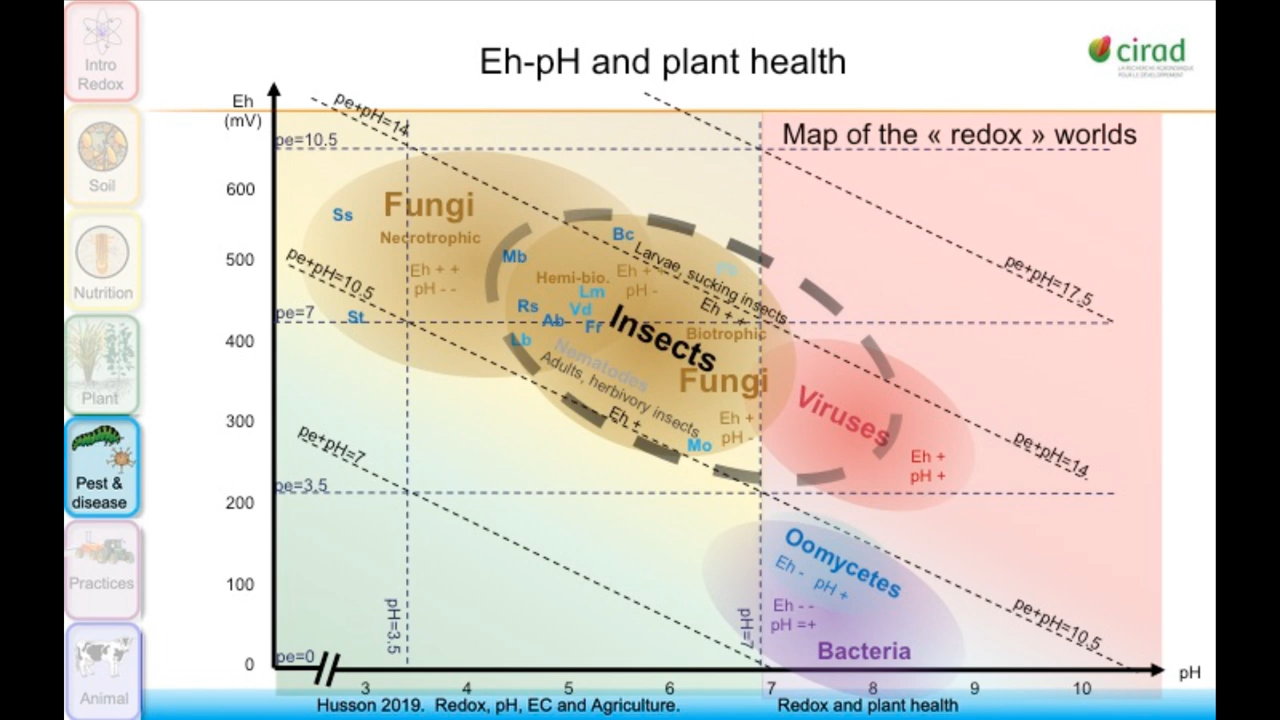 Eh-pH and plant health
cirad
LA RECHERCHE AGRONOMIQUE
POUR LE DÉVELOPPEMENT
Intro
Redox
Soil
Nutrition
Plant
Pest &
disease
Practices
Animal
Map of the « redox » worlds
Eh
(mV)
600
500
400
300
200
100
0
pe+pH=14
pe=10.5
pe+pH=10.5
pe=7
pe+pH=7
pe=3.5
pe=0
pe+pH=17.5
pe+pH=14
pe+pH=10.5
pH=3.5
pH=7
Fungi
Necrotrophic
Eh + +
pH - -
Ss
St
Mb
Bc
Hemi-bio.
Eh +
pH -
Lm
Rs
Vd
Ab
Fr
Lb
Larvae, sucking insects
Eh + +
Insects
Nematodes
Adults, herbivory insects
Eh +
Biotrophic
Fungi
Eh +
pH -
Mo
Viruses
Eh +
pH +
Oomycetes
Eh - pH +
Eh - -
pH =+
Bacteria
3 4 5 6 7 8 9 10
pH
Husson 2019. Redox, pH, EC and Agriculture.
Redox and plant health